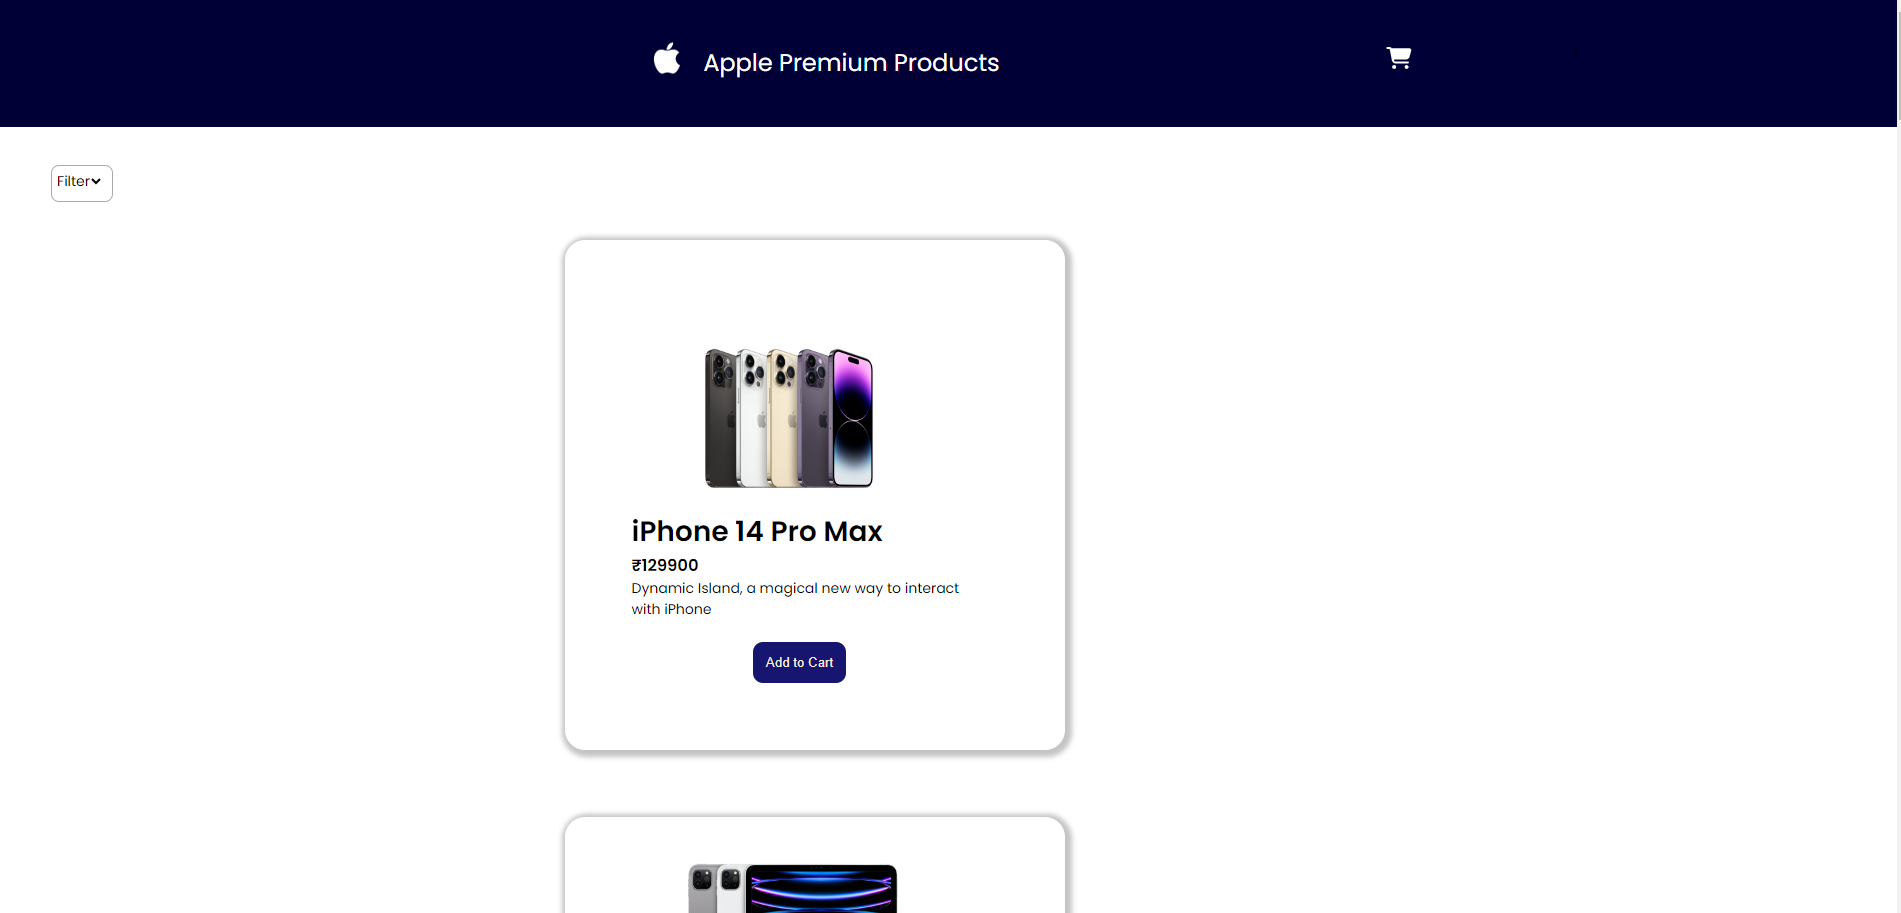 Apple Premium Products
Filter
iPhone 14 Pro Max
₹129900
Dynamic Island, a magical new way to interact
with iPhone
Add to Cart